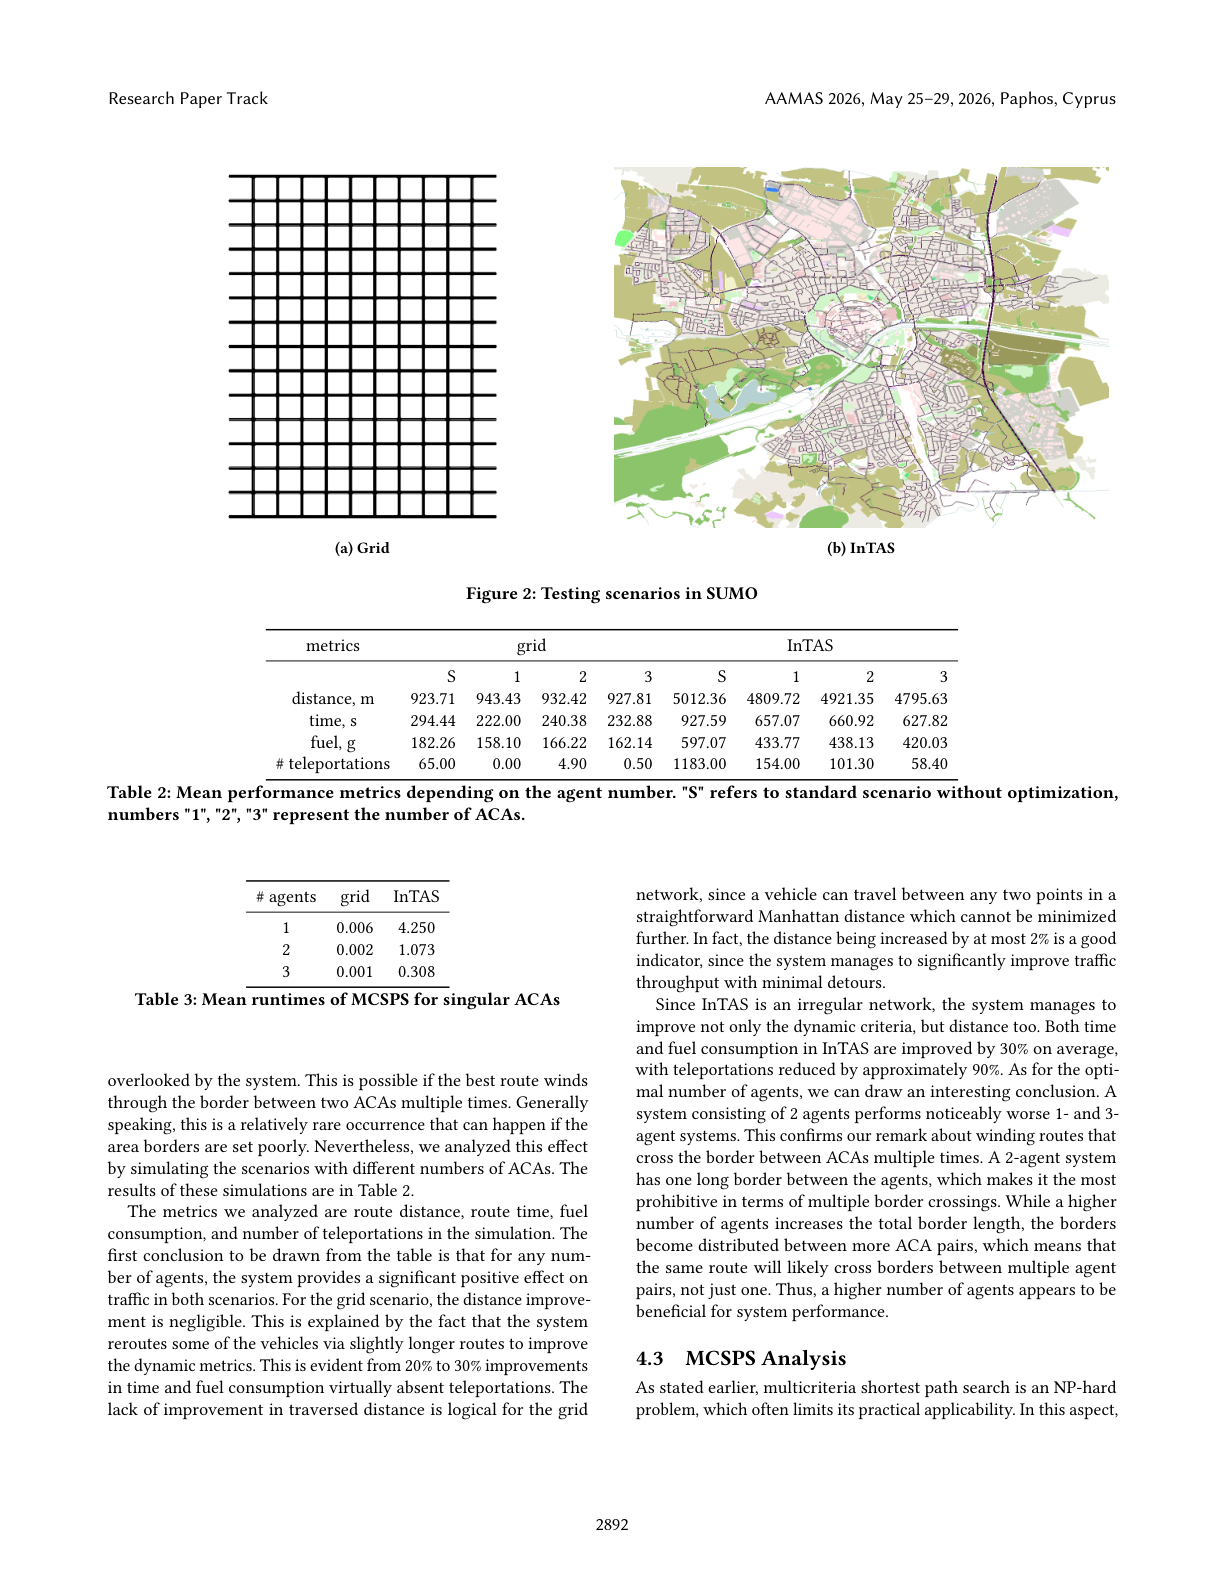 Research Paper Track
AAMAS 2026, May 25–29, 2026, Paphos, Cyprus
(a) Grid
(b) InTAS
Figure 2: Testing scenarios in SUMO
metrics grid InTAS
S 1 2 3 S 1 2 3
distance, m 923.71 943.43 932.42 927.81 5012.36 4809.72 4921.35 4795.63
time, s 294.44 222.00 240.38 232.88 927.59 657.07 660.92 627.82
fuel, g 182.26 158.10 166.22 162.14 597.07 433.77 438.13 420.03
# teleportations 65.00 0.00 4.90 0.50 1183.00 154.00 101.30 58.40
Table 2: Mean performance metrics depending on the agent number. "S" refers to standard scenario without optimization,
numbers "1", "2", "3" represent the number of ACAs.
# agents grid InTAS
1 0.006 4.250
2 0.002 1.073
3 0.001 0.308
Table 3: Mean runtimes of MCSPS for singular ACAs
overlooked by the system. This is possible if the best route winds
through the border between two ACAs multiple times. Generally
speaking, this is a relatively rare occurrence that can happen if the
area borders are set poorly. Nevertheless, we analyzed this effect
by simulating the scenarios with different numbers of ACAs. The
results of these simulations are in Table 2.
The metrics we analyzed are route distance, route time, fuel
consumption, and number of teleportations in the simulation. The
first conclusion to be drawn from the table is that for any num-
ber of agents, the system provides a significant positive effect on
traffic in both scenarios. For the grid scenario, the distance improve-
ment is negligible. This is explained by the fact that the system
reroutes some of the vehicles via slightly longer routes to improve
the dynamic metrics. This is evident from 20% to 30% improvements
in time and fuel consumption virtually absent teleportations. The
lack of improvement in traversed distance is logical for the grid
network, since a vehicle can travel between any two points in a
straightforward Manhattan distance which cannot be minimized
further. In fact, the distance being increased by at most 2% is a good
indicator, since the system manages to significantly improve traffic
throughput with minimal detours.
Since InTAS is an irregular network, the system manages to
improve not only the dynamic criteria, but distance too. Both time
and fuel consumption in InTAS are improved by 30% on average,
with teleportations reduced by approximately 90%. As for the opti-
mal number of agents, we can draw an interesting conclusion. A
system consisting of 2 agents performs noticeably worse 1- and 3-
agent systems. This confirms our remark about winding routes that
cross the border between ACAs multiple times. A 2-agent system
has one long border between the agents, which makes it the most
prohibitive in terms of multiple border crossings. While a higher
number of agents increases the total border length, the borders
become distributed between more ACA pairs, which means that
the same route will likely cross borders between multiple agent
pairs, not just one. Thus, a higher number of agents appears to be
beneficial for system performance.
4.3 MCSPS Analysis
As stated earlier, multicriteria shortest path search is an NP-hard
problem, which often limits its practical applicability. In this aspect,
2892